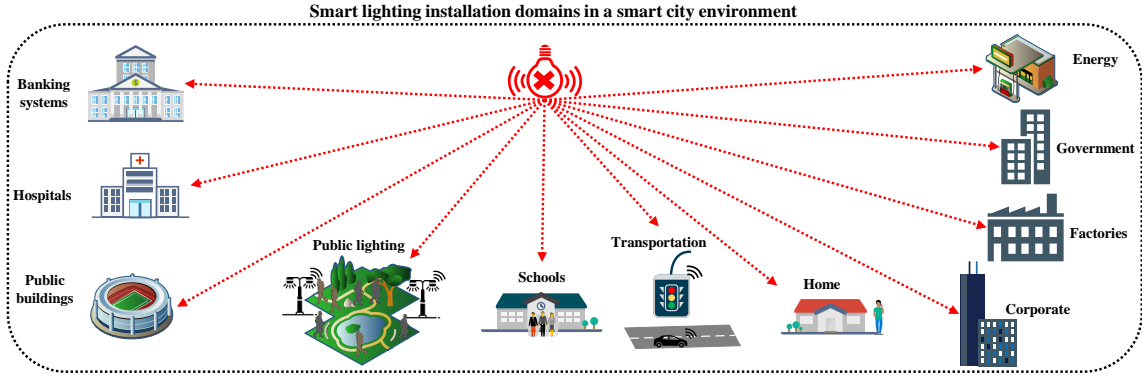 Smart lighting installation domains in a smart city environment
Banking
systems
Energy
Government
Hospitals
Factories
Public lighting
Transportation
Public
buildings
Schools
Home
Corporate